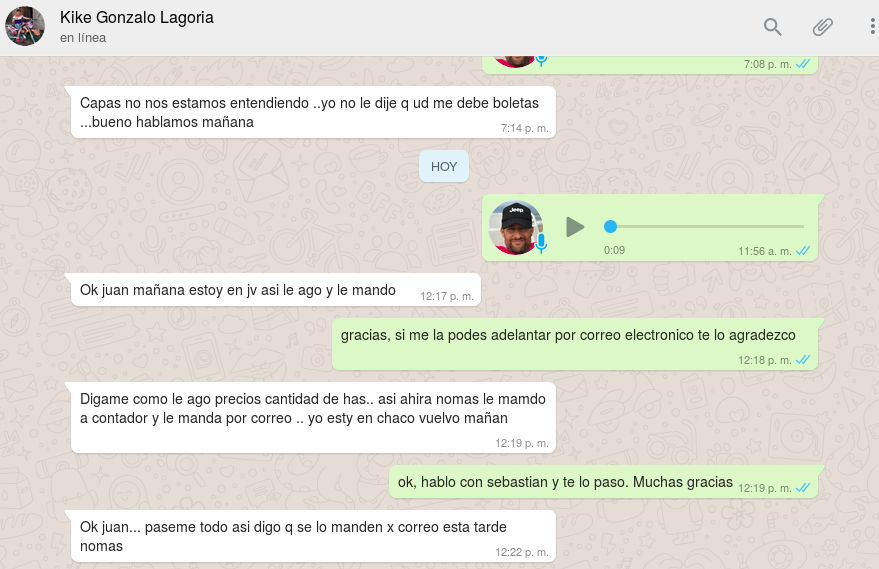 Kike Gonzalo Lagoria
en línea
7:08 p. m.
Capas no nos estamos entendiendo ..yo no le dije q ud me debe boletas
...bueno hablamos mañana
7:14 p. m.
HOY
Jeep
0:09
11:56 a. m.
Ok juan mañana estoy en jv asi le ago y le mando
12:17 p. m.
gracias, si me la podes adelantar por correo electronico te lo agradezco
12:18 p. m.
Digame como le ago precios cantidad de has.. asi ahira nomas le mamdo
a contador y le manda por correo .. yo esty en chaco vuelvo mañan
12:19 p. m.
ok, hablo con sebastian y te lo paso. Muchas gracias
12:19 p. m.
Ok juan... paseme todo asi digo q se lo manden x correo esta tarde
nomas
12:22 p. m.